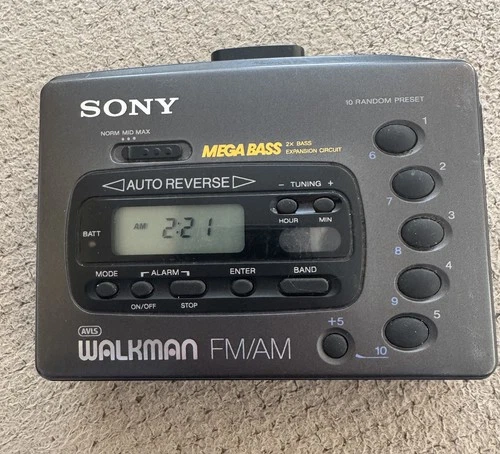 SONY
10 RANDOM PRESET
NORM MID MAX
MEGA BASS 2× BASS
EXPANSION CIRCUIT
1
6
2
7
3
8
4
9
5
10
AUTO REVERSE
− TUNING +
HOUR MIN
BATT
AM 2:21
MODE ALARM ENTER BAND
ON/OFF STOP
+5
AVLS
WALKMAN FM/AM